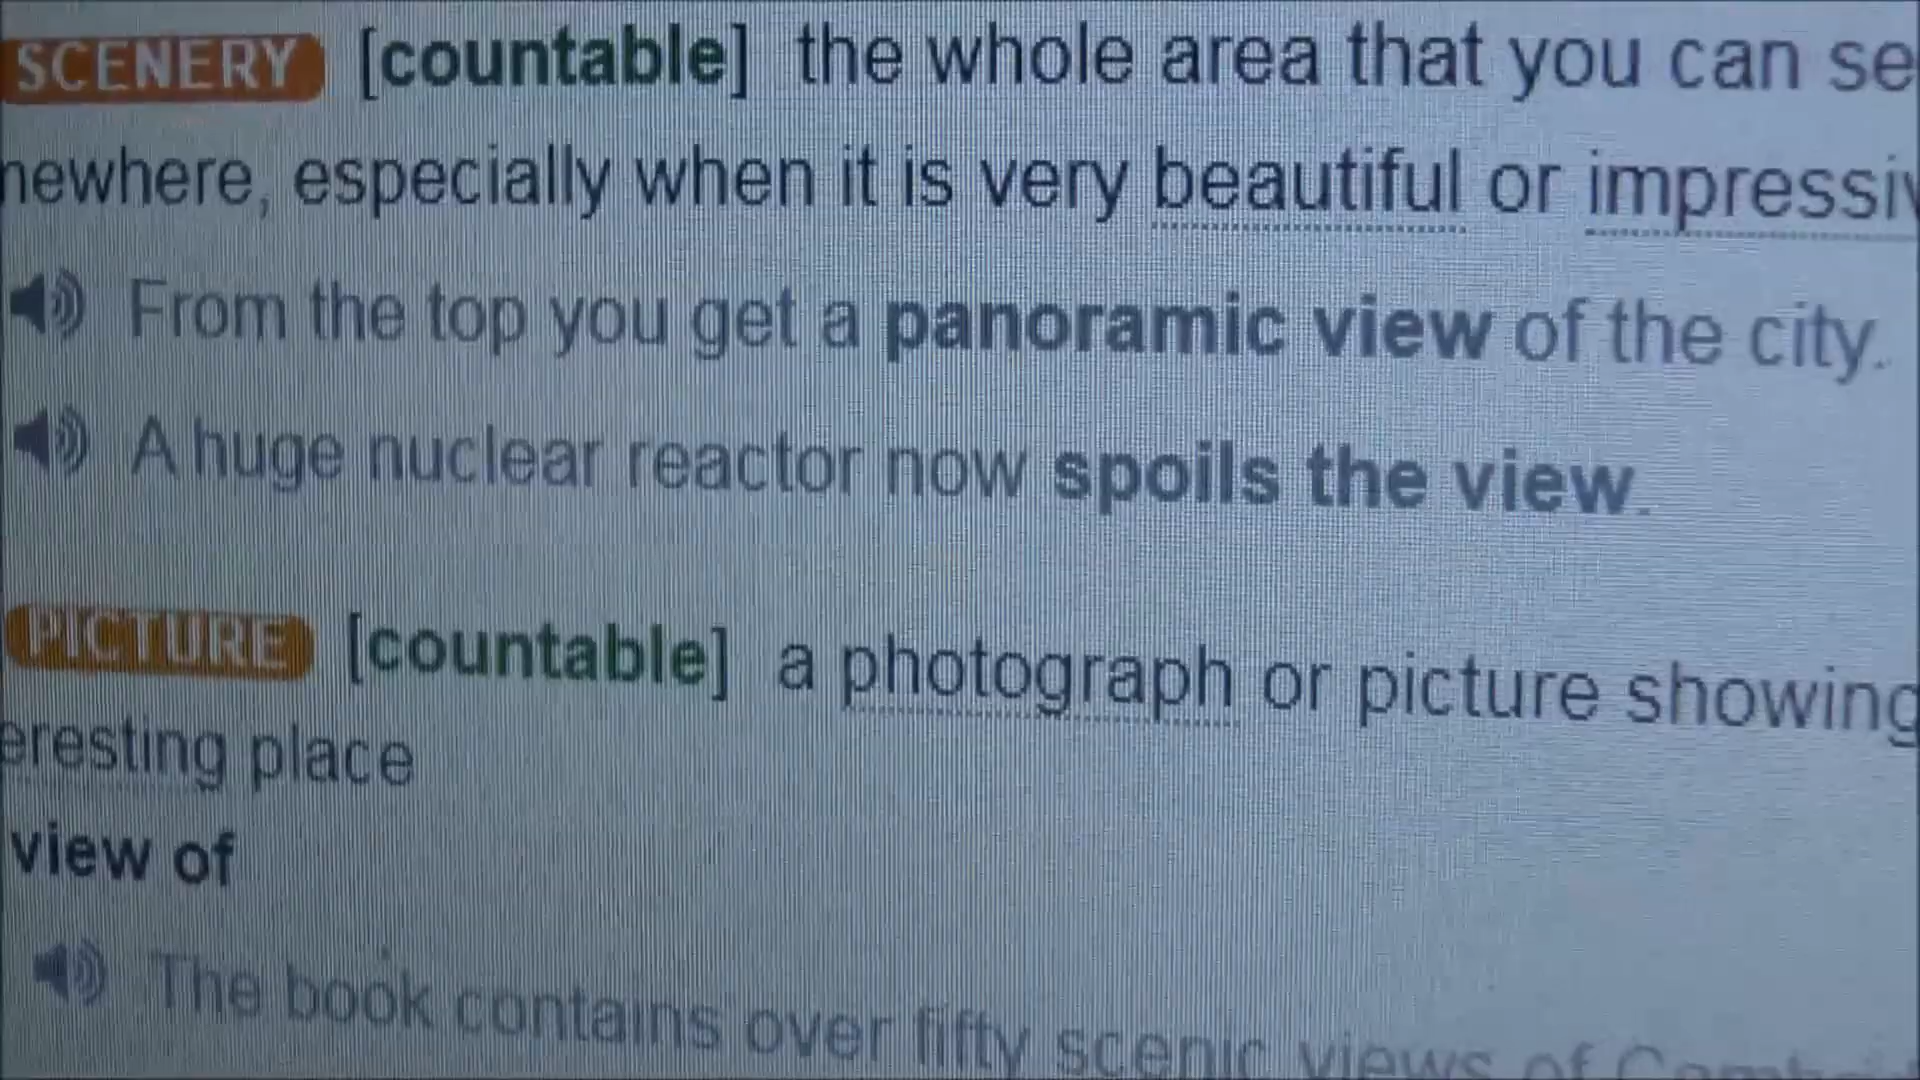 SCENERY [countable] the whole area that you can se
newhere, especially when it is very beautiful or impressiv
From the top you get a panoramic view of the city.
A huge nuclear reactor now spoils the view.
PICTURE [countable] a photograph or picture showing
eresting place
view of
The book contains over fifty scenic views of